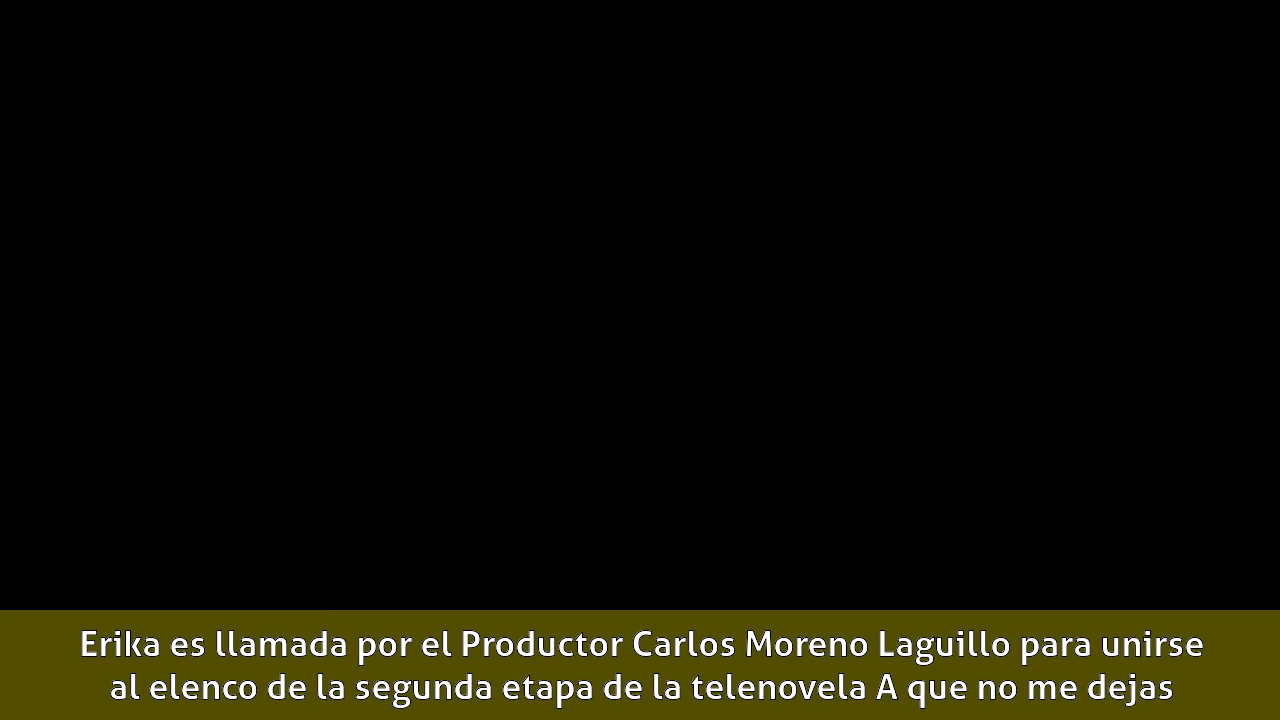 Erika es llamada por el Productor Carlos Moreno Laguillo para unirse
al elenco de la segunda etapa de la telenovela A que no me dejas